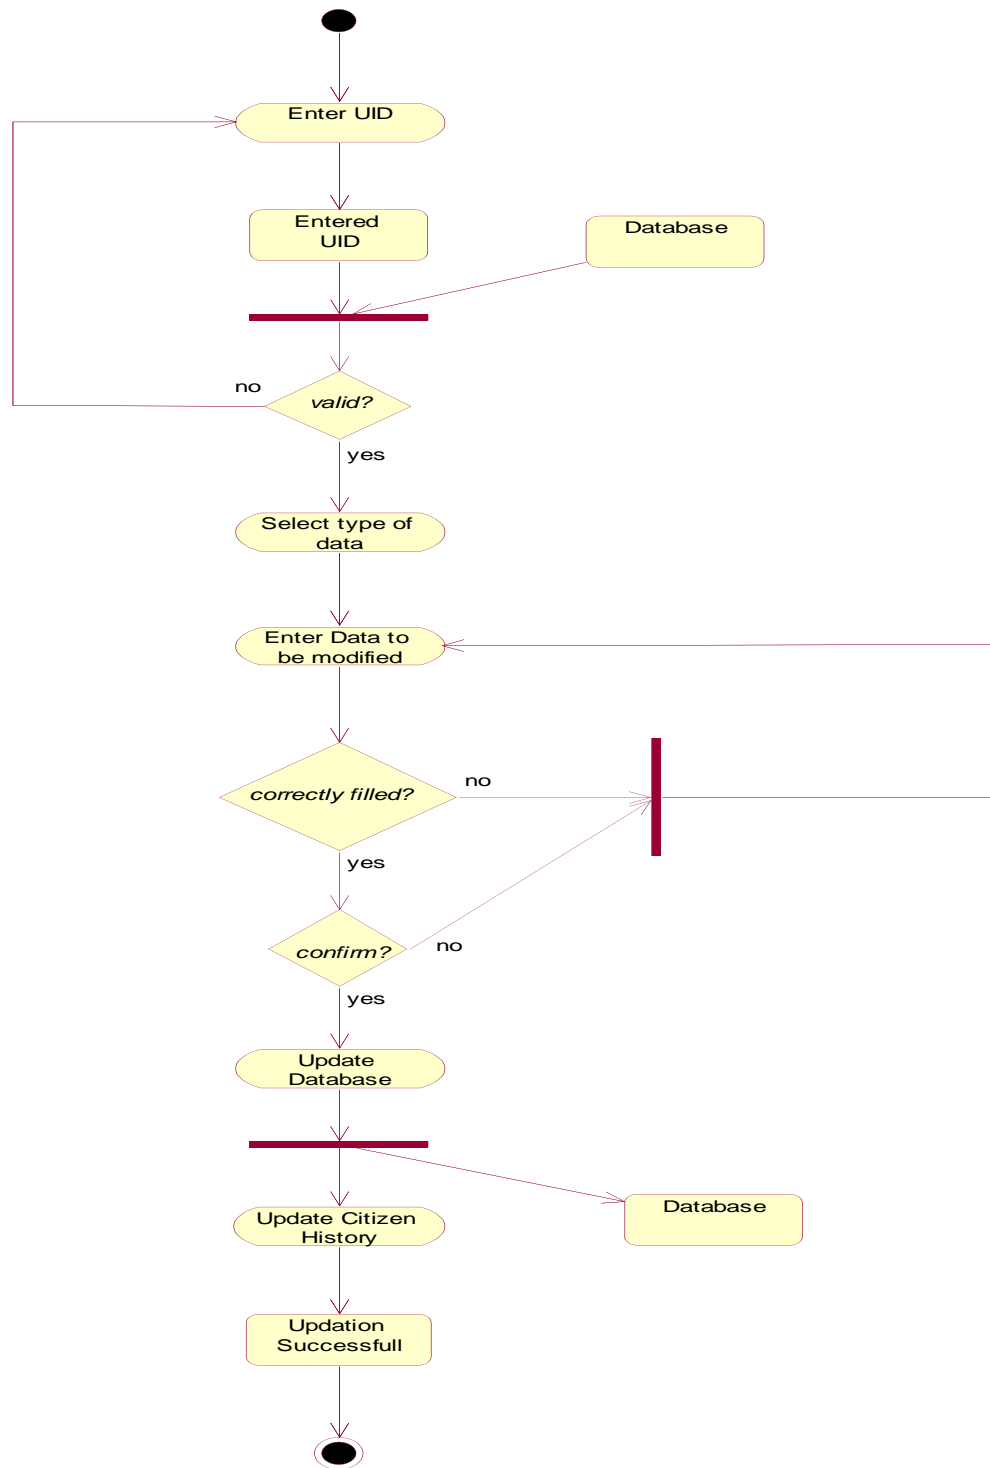 Enter UID
Entered
UID
Database
no
valid?
yes
Select type of
data
Enter Data to
be modified
no
correctly filled?
yes
confirm?
no
yes
Update
Database
Database
Update Citizen
History
Updation
Successfull